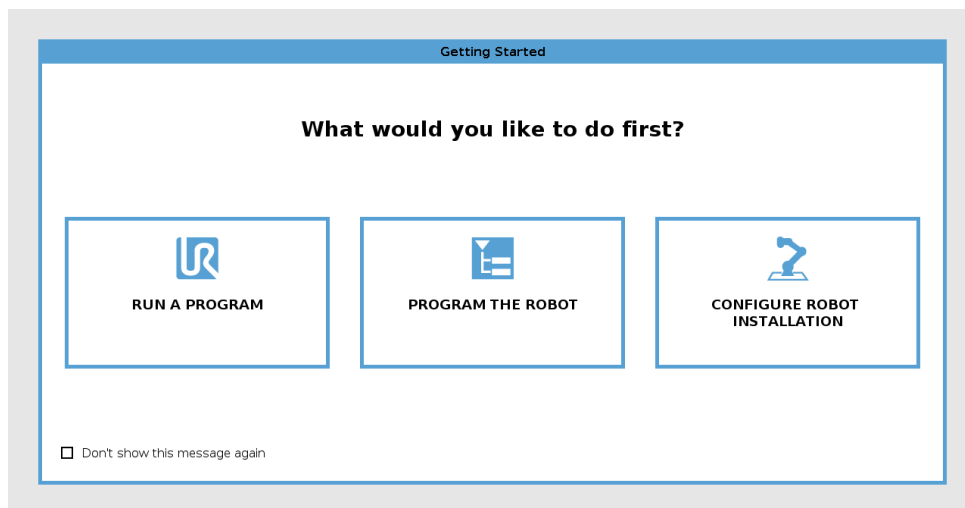 Getting Started
What would you like to do first?
UR
RUN A PROGRAM
PROGRAM THE ROBOT
CONFIGURE ROBOT
INSTALLATION
Don't show this message again